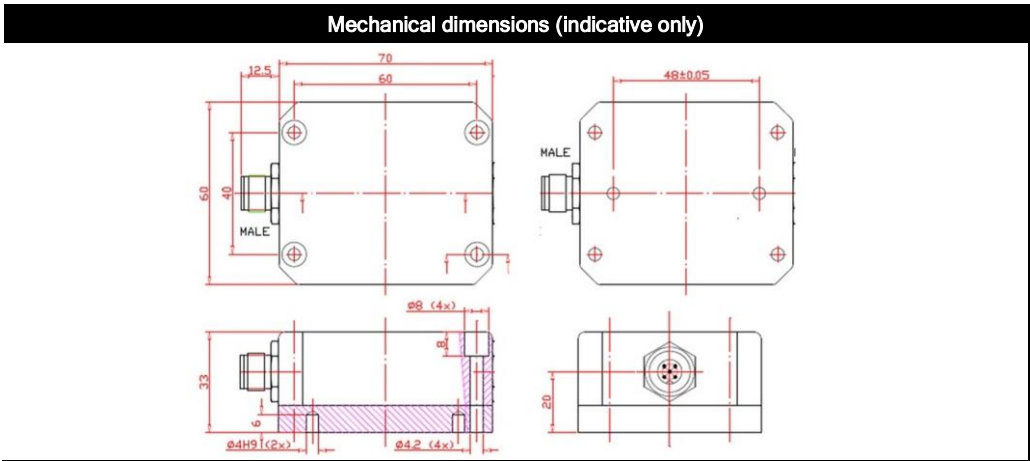 Mechanical dimensions (indicative only)
70
12.5
60
48±0.05
MALE
60
40
MALE
Ø8 (4x)
8
33
20
6
Ø4H9 (2x)
Ø4.2 (4x)